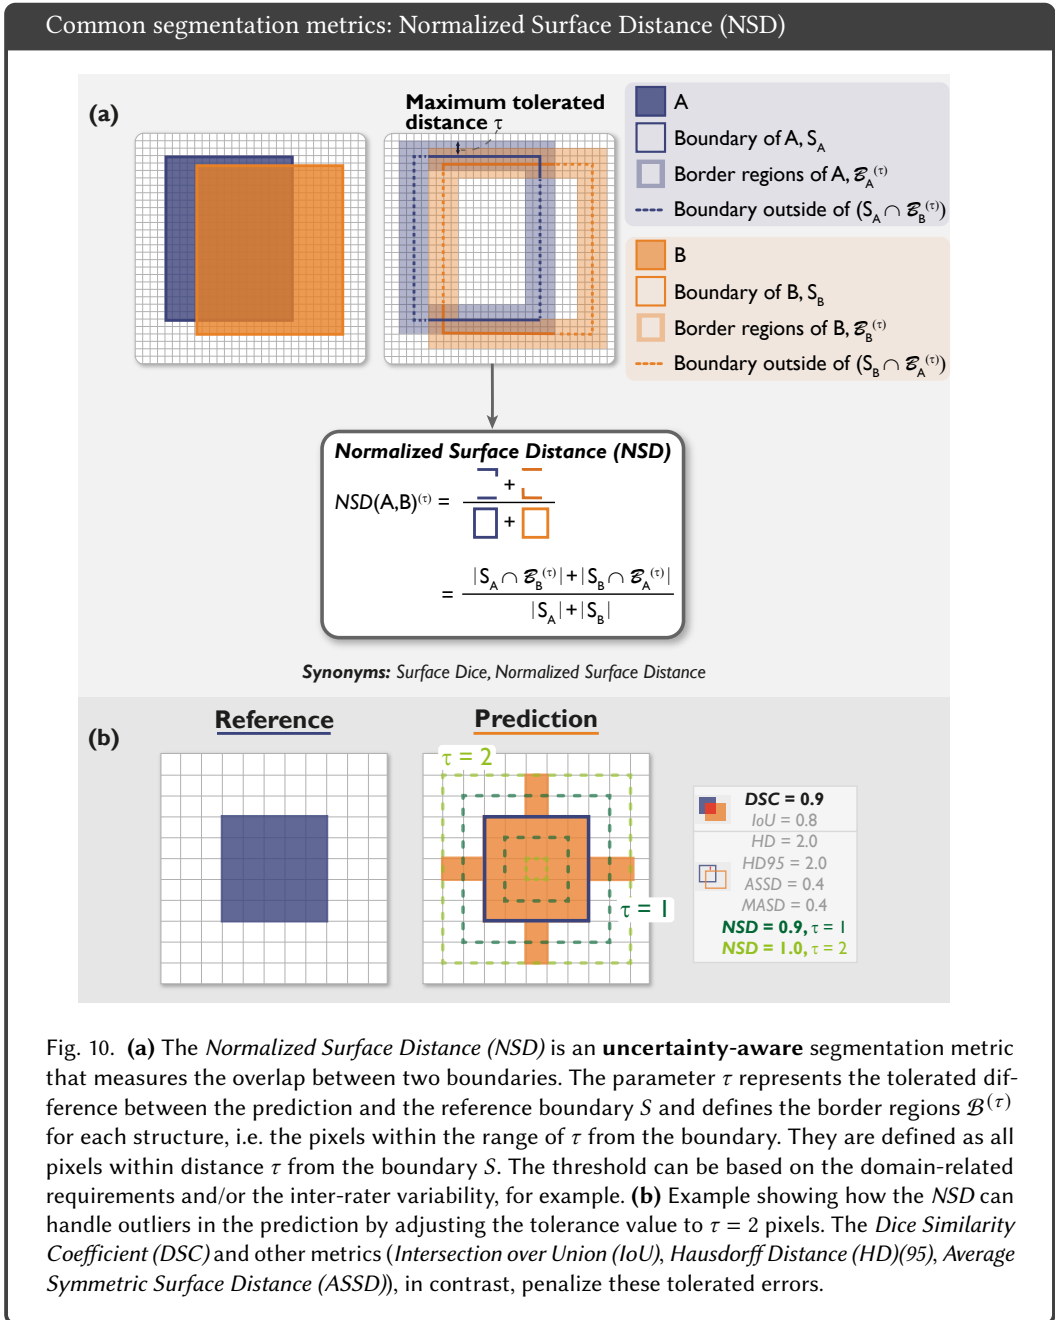 Common segmentation metrics: Normalized Surface Distance (NSD)
(a)
Maximum tolerated
distance τ
A
Boundary of A, S_A
Border regions of A, ℬ_A^(τ)
Boundary outside of (S_A ∩ ℬ_B^(τ))
B
Boundary of B, S_B
Border regions of B, ℬ_B^(τ)
Boundary outside of (S_B ∩ ℬ_A^(τ))
Normalized Surface Distance (NSD)
NSD(A,B)^(τ) = +
+
= |S_A ∩ ℬ_B^(τ)|+|S_B ∩ ℬ_A^(τ)|
|S_A|+|S_B|
Synonyms: Surface Dice, Normalized Surface Distance
(b)
Reference
Prediction
τ = 2
τ = 1
DSC = 0.9
IoU = 0.8
HD = 2.0
HD95 = 2.0
ASSD = 0.4
MASD = 0.4
NSD = 0.9, τ = 1
NSD = 1.0, τ = 2
Fig. 10. (a) The Normalized Surface Distance (NSD) is an uncertainty-aware segmentation metric
that measures the overlap between two boundaries. The parameter τ represents the tolerated dif-
ference between the prediction and the reference boundary S and defines the border regions ℬ^(τ)
for each structure, i.e. the pixels within the range of τ from the boundary. They are defined as all
pixels within distance τ from the boundary S. The threshold can be based on the domain-related
requirements and/or the inter-rater variability, for example. (b) Example showing how the NSD can
handle outliers in the prediction by adjusting the tolerance value to τ = 2 pixels. The Dice Similarity
Coefficient (DSC) and other metrics (Intersection over Union (IoU), Hausdorff Distance (HD)(95), Average
Symmetric Surface Distance (ASSD)), in contrast, penalize these tolerated errors.